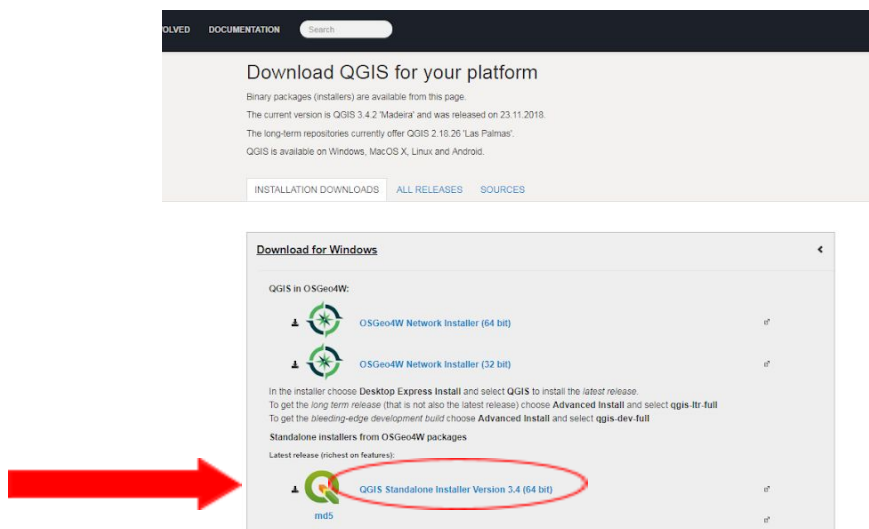 OLVED DOCUMENTATION Search
Download QGIS for your platform
Binary packages (installers) are available from this page.
The current version is QGIS 3.4.2 'Madeira' and was released on 23.11.2018.
The long-term repositories currently offer QGIS 2.18.26 'Las Palmas'.
QGIS is available on Windows, MacOS X, Linux and Android.
INSTALLATION DOWNLOADS ALL RELEASES SOURCES
Download for Windows
QGIS in OSGeo4W:
OSGeo4W Network Installer (64 bit)
OSGeo4W Network Installer (32 bit)
In the installer choose Desktop Express Install and select QGIS to install the latest release.
To get the long term release (that is not also the latest release) choose Advanced Install and select qgis-ltr-full
To get the bleeding-edge development build choose Advanced Install and select qgis-dev-full
Standalone installers from OSGeo4W packages
Latest release (richest on features):
QGIS Standalone Installer Version 3.4 (64 bit)
md5